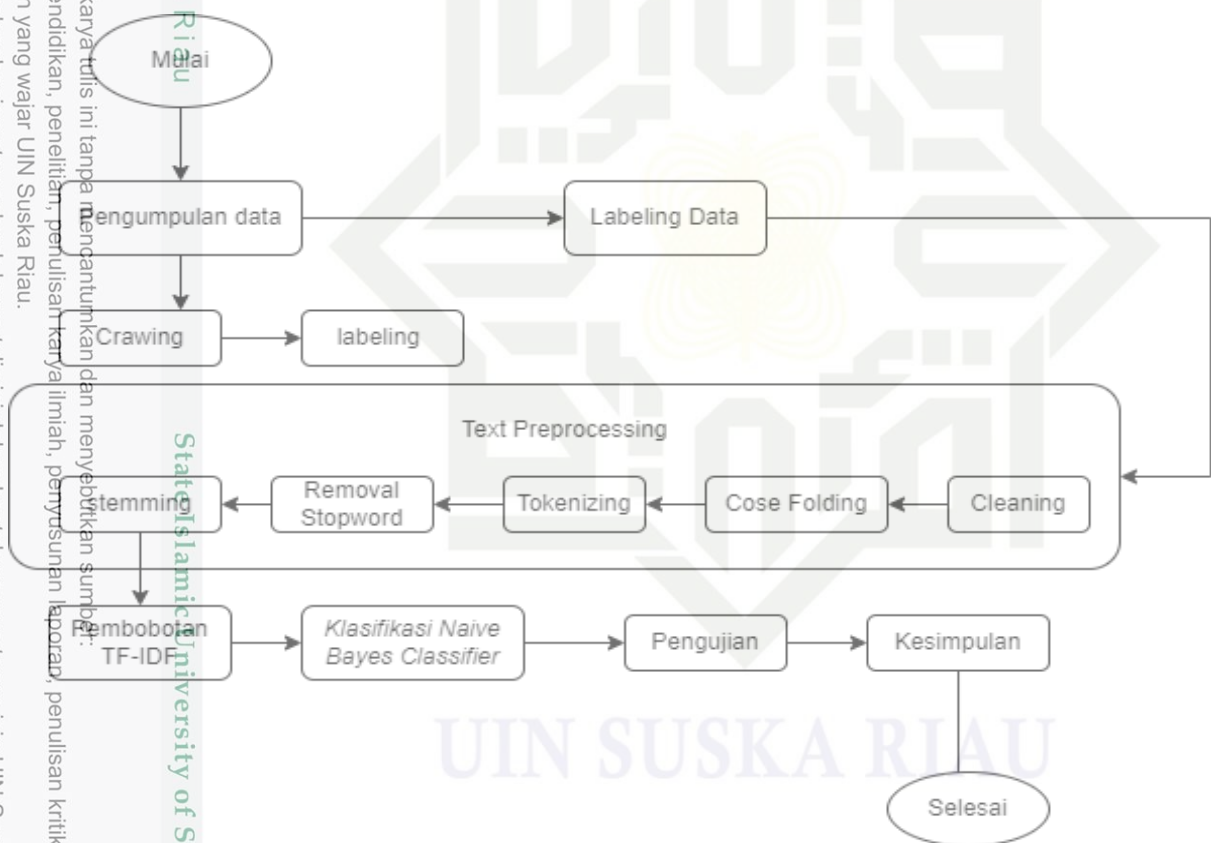 Mulai
Pengumpulan data
Labeling Data
Crawing
labeling
Text Preprocessing
stemming
Removal
Stopword
Tokenizing
Cose Folding
Cleaning
Pembobotan
TF-IDF
Klasifikasi Naive
Bayes Classifier
Pengujian
Kesimpulan
Selesai
UIN SUSKA RIAU
Riau
State Islamic University of S
karya tulis ini tanpa mencantumkan dan menyebutkan sumber:
endidikan, penelitian, penulisan karya ilmiah, penyusunan laporan, penulisan kritik
yang wajar UIN Suska Riau.